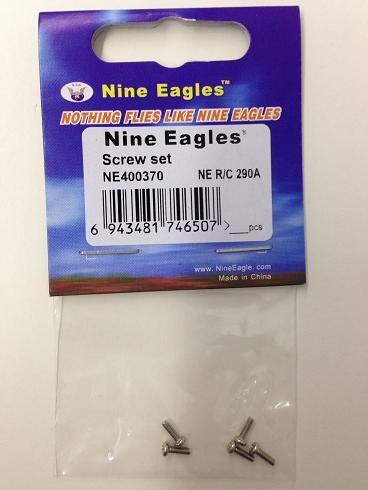 Nine Eagles™
NOTHING FLIES LIKE NINE EAGLES
Nine Eagles®
Screw set
NE400370 NE R/C 290A
6 943481 746507 >___pcs
www.NineEagle.com
Made in China